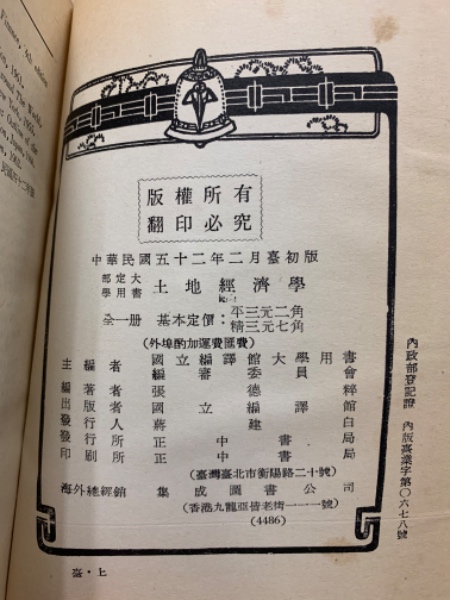 Finance, 8th edition
1961.
版權所有
翻印必究
中華民國五十二年二月臺初版
部定大學用書 土地經濟學
全一册 基本定價：平三元二角 精三元七角
(外埠酌加運費匯費)
主編者 國立編譯館大學用書編審委員會
編著者 張德粹
出版者 國立編譯館
發行人 蔣建白
發行所 正中書局
印刷所 正中書局
(臺灣臺北市衡陽路二十號)
海外總經銷 集成圖書公司
(香港九龍亞皆老街一一一號)
(4486)
內政部登記證 內版臺業字第〇六七八號
臺·上